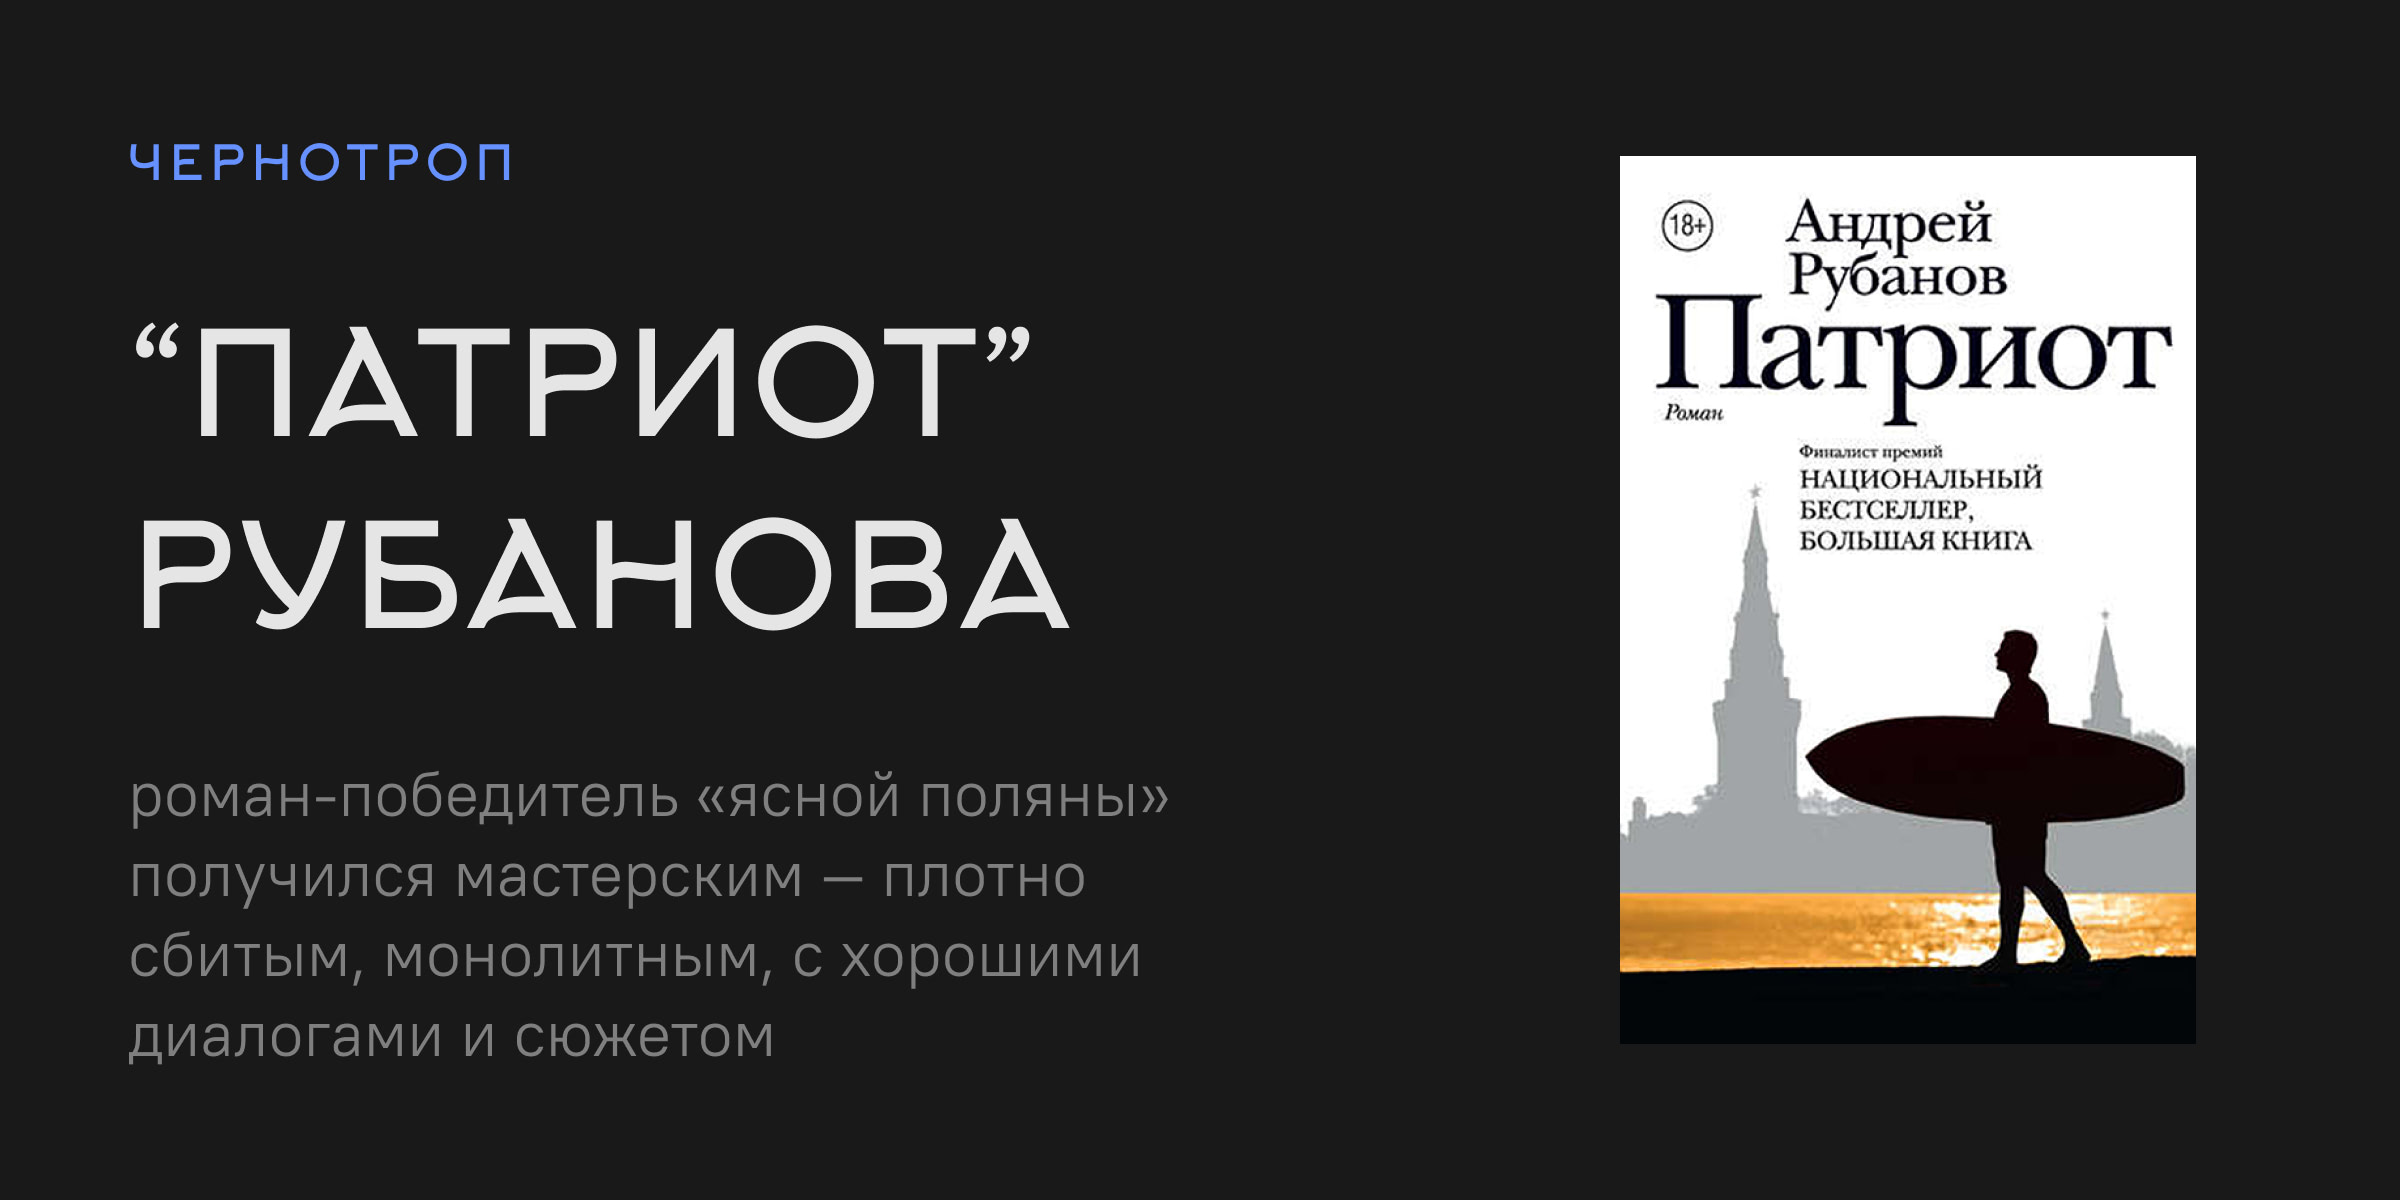 ЧЕРНОТРОП
“ПАТРИОТ”
РУБАНОВА
роман-победитель «ясной поляны»
получился мастерским — плотно
сбитым, монолитным, с хорошими
диалогами и сюжетом
18+
Андрей
Рубанов
Патриот
Роман
Финалист премий
НАЦИОНАЛЬНЫЙ
БЕСТСЕЛЛЕР,
БОЛЬШАЯ КНИГА